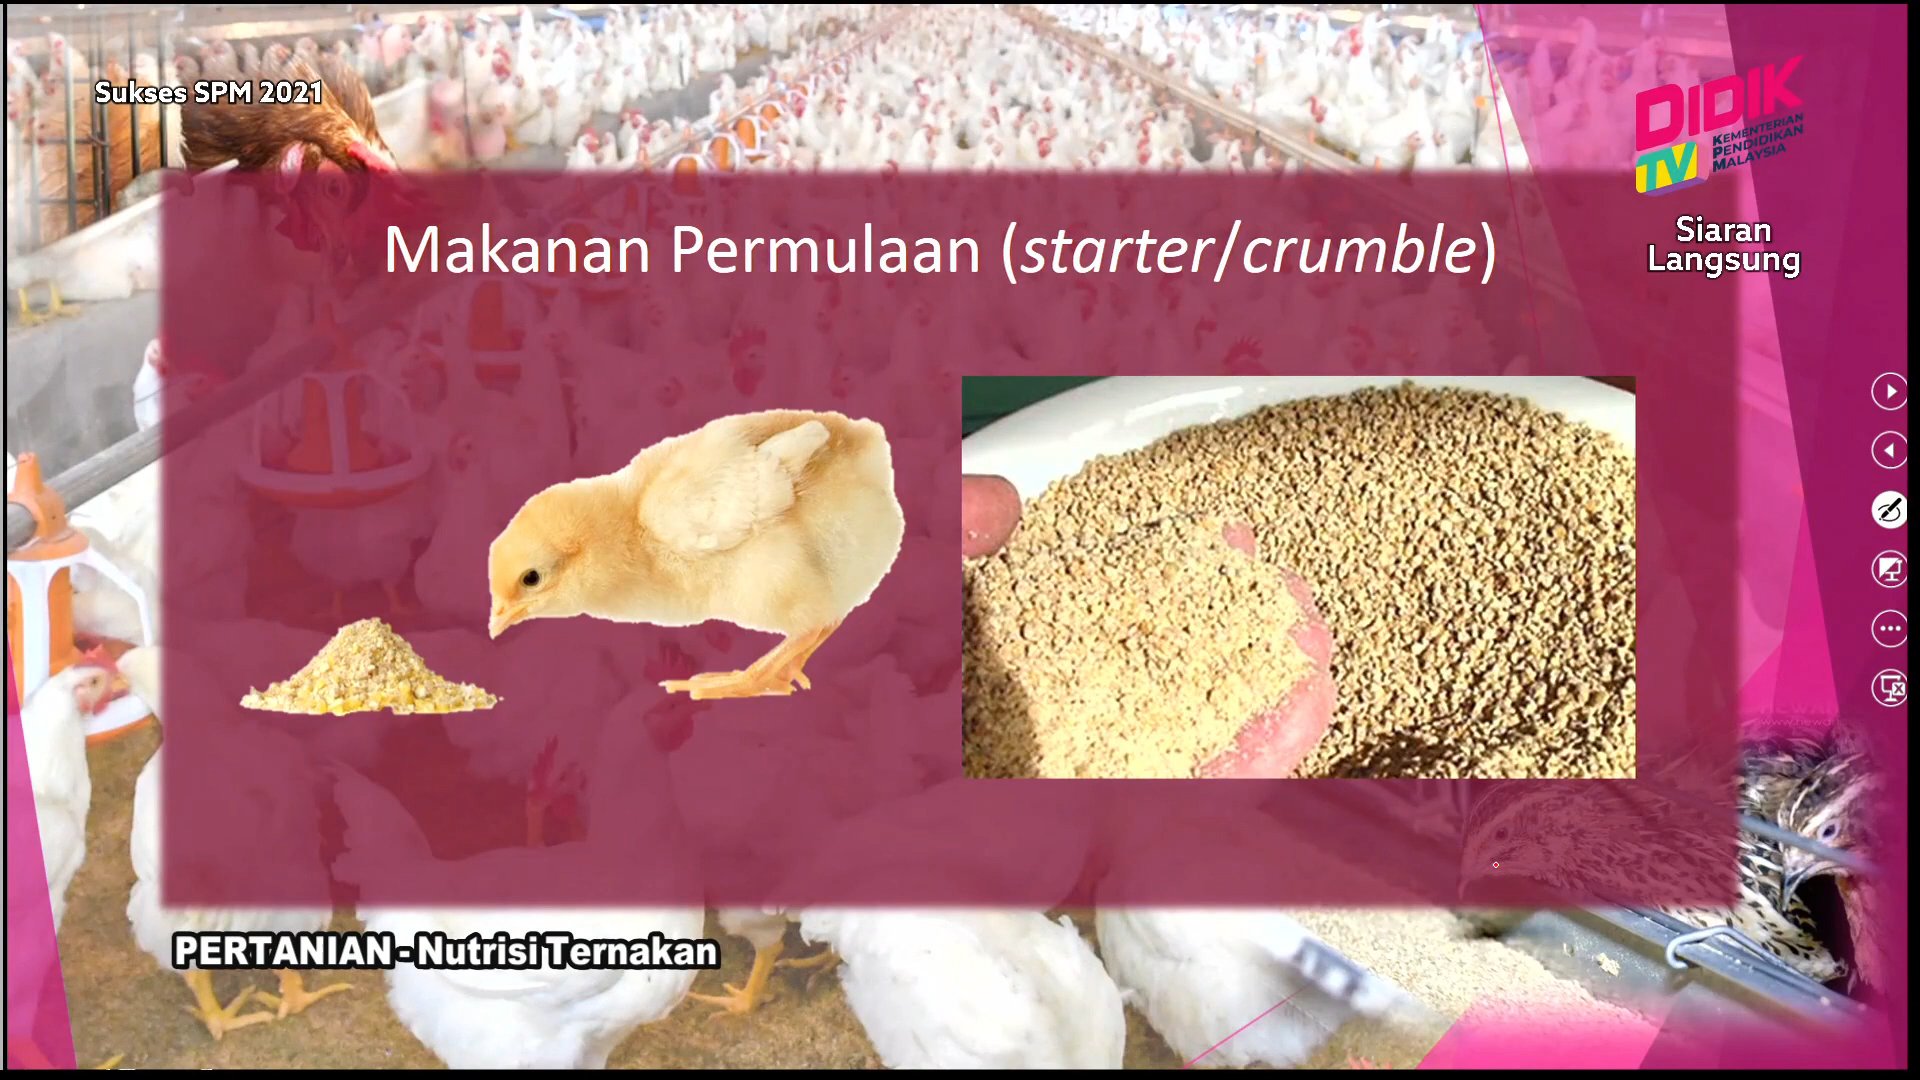 Sukses SPM 2021
DIDIK
TV
KEMENTERIAN
PENDIDIKAN
MALAYSIA
Siaran
Langsung
Makanan Permulaan (starter/crumble)
PERTANIAN - Nutrisi Ternakan